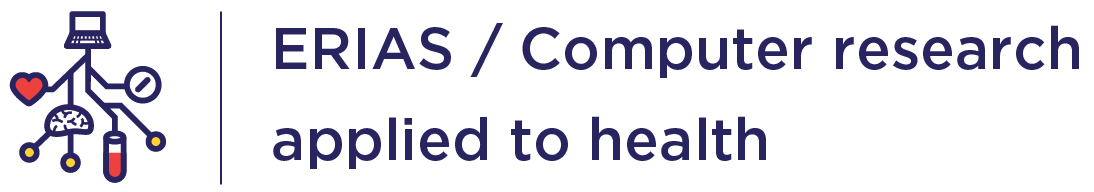 ERIAS / Computer research
applied to health